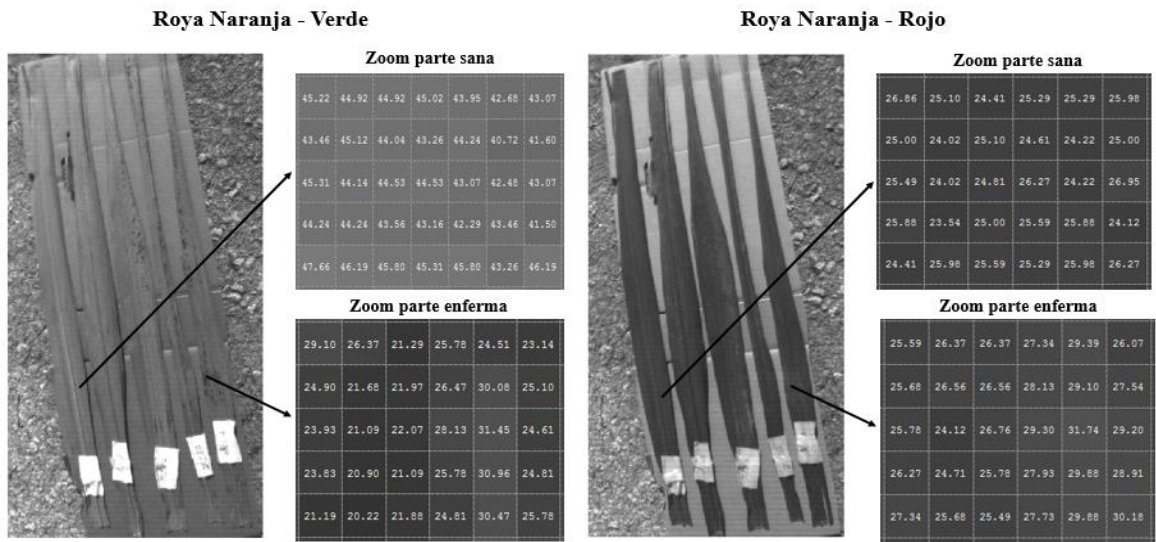 Roya Naranja - Verde
Zoom parte sana
45.22 44.92 44.92 45.02 43.95 42.68 43.07
43.46 45.12 44.04 43.26 44.24 40.72 41.60
45.31 44.14 44.53 44.53 43.07 42.48 43.07
44.24 44.24 43.56 43.16 42.29 43.46 41.50
47.66 46.19 45.80 45.31 45.80 43.26 46.19
Zoom parte enferma
29.10 26.37 21.29 25.78 24.51 23.14
24.90 21.68 21.97 26.47 30.08 25.10
23.93 21.09 22.07 28.13 31.45 24.61
23.83 20.90 21.09 25.78 30.96 24.81
21.19 20.22 21.88 24.81 30.47 25.78
Roya Naranja - Rojo
Zoom parte sana
26.86 25.10 24.41 25.29 25.29 25.98
25.00 24.02 25.10 24.61 24.22 25.00
25.49 24.02 24.81 26.27 24.22 26.95
25.88 23.54 25.00 25.59 25.88 24.12
24.41 25.98 25.59 25.29 25.98 26.27
Zoom parte enferma
25.59 26.37 26.37 27.34 29.39 26.07
25.68 26.56 26.56 28.13 29.10 27.54
25.78 24.12 26.76 29.30 31.74 29.20
26.27 24.71 25.78 27.93 29.88 28.91
27.34 25.68 25.49 27.73 29.88 30.18